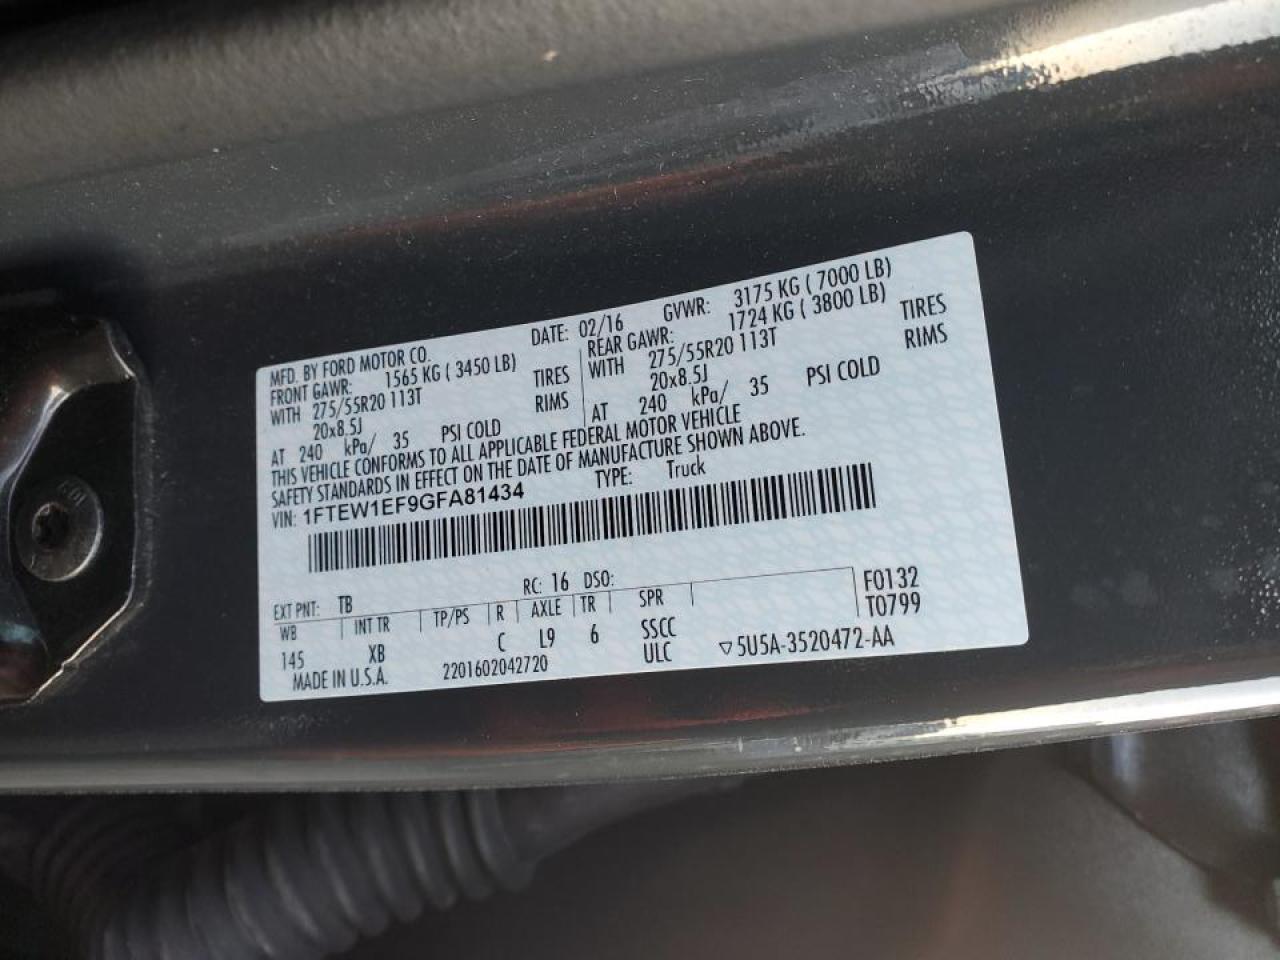 MFD. BY FORD MOTOR CO.
DATE: 02/16 GVWR: 3175 KG ( 7000 LB)
FRONT GAWR: 1565 KG ( 3450 LB) REAR GAWR: 1724 KG ( 3800 LB)
WITH 275/55R20 113T TIRES WITH 275/55R20 113T TIRES
20x8.5J RIMS 20x8.5J RIMS
AT 240 kPa/ 35 PSI COLD AT 240 kPa/ 35 PSI COLD
THIS VEHICLE CONFORMS TO ALL APPLICABLE FEDERAL MOTOR VEHICLE
SAFETY STANDARDS IN EFFECT ON THE DATE OF MANUFACTURE SHOWN ABOVE.
VIN: 1FTEW1EF9GFA81434 TYPE: Truck
EXT PNT: TB RC: 16 DSO:
WB INT TR TP/PS R AXLE TR SPR F0132
T0799
145 XB C L9 6 SSCC
ULC ▽5U5A-3520472-AA
MADE IN U.S.A. 2201602042720